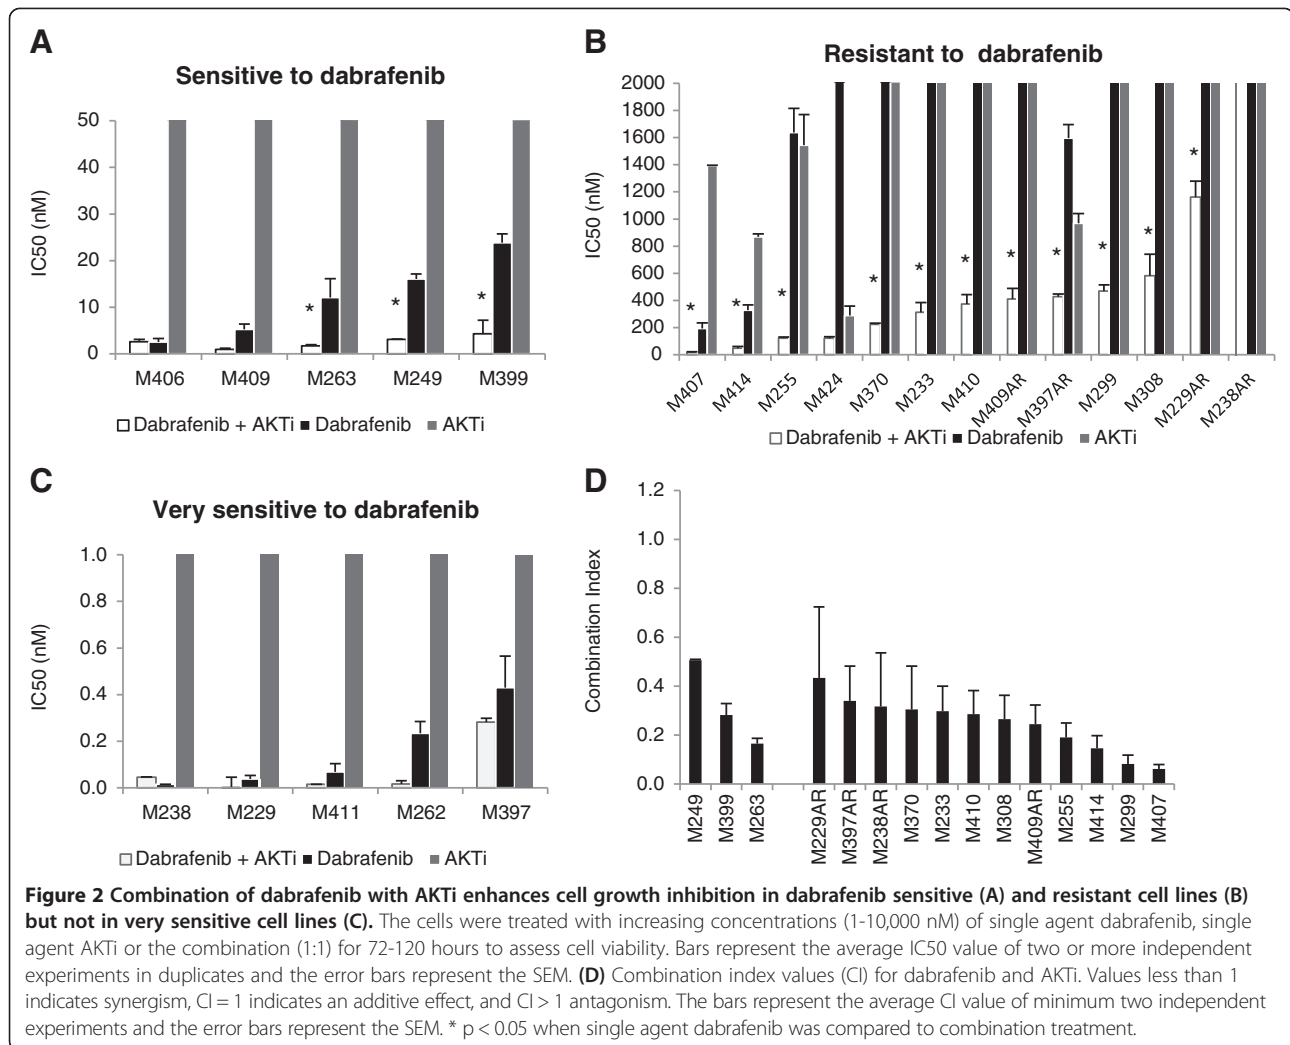 A
Sensitive to dabrafenib
50
40
30
20
10
0
IC50 (nM)
M406 M409 M263 M249 M399
* * *
Dabrafenib + AKTi Dabrafenib AKTi
B
Resistant to dabrafenib
2000
1800
1600
1400
1200
1000
800
600
400
200
0
IC50 (nM)
* * * * * * * * * * *
M407 M414 M255 M424 M370 M233 M410 M409AR M397AR M299 M308 M229AR M238AR
Dabrafenib + AKTi Dabrafenib AKTi
C
Very sensitive to dabrafenib
1.0
0.8
0.6
0.4
0.2
0.0
IC50 (nM)
M238 M229 M411 M262 M397
Dabrafenib + AKTi Dabrafenib AKTi
D
1.2
1.0
0.8
0.6
0.4
0.2
0.0
Combination Index
M249 M399 M263 M229AR M397AR M238AR M370 M233 M410 M308 M409AR M255 M414 M299 M407
Figure 2 Combination of dabrafenib with AKTi enhances cell growth inhibition in dabrafenib sensitive (A) and resistant cell lines (B)
but not in very sensitive cell lines (C). The cells were treated with increasing concentrations (1-10,000 nM) of single agent dabrafenib, single
agent AKTi or the combination (1:1) for 72-120 hours to assess cell viability. Bars represent the average IC50 value of two or more independent
experiments in duplicates and the error bars represent the SEM. (D) Combination index values (CI) for dabrafenib and AKTi. Values less than 1
indicates synergism, CI = 1 indicates an additive effect, and CI > 1 antagonism. The bars represent the average CI value of minimum two independent
experiments and the error bars represent the SEM. * p < 0.05 when single agent dabrafenib was compared to combination treatment.